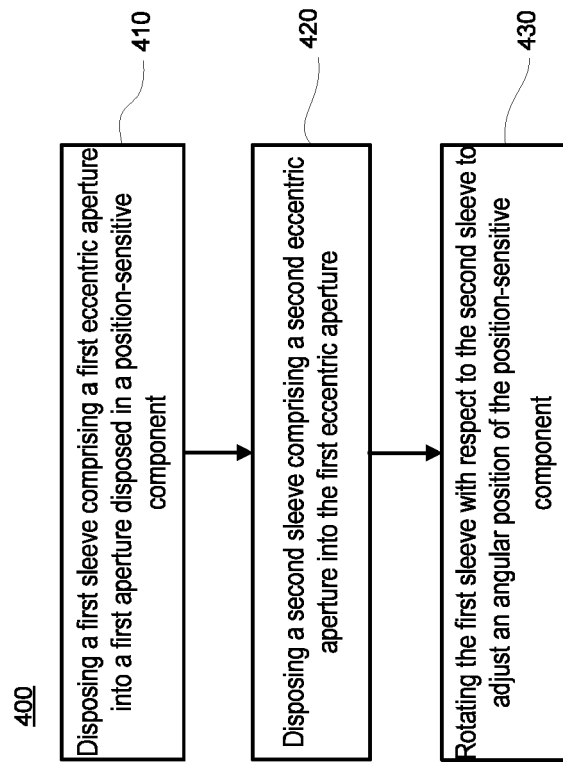 400
Disposing a first sleeve comprising a first eccentric aperture
into a first aperture disposed in a position-sensitive
component
410
Disposing a second sleeve comprising a second eccentric
aperture into the first eccentric aperture
420
Rotating the first sleeve with respect to the second sleeve to
adjust an angular position of the position-sensitive
component
430